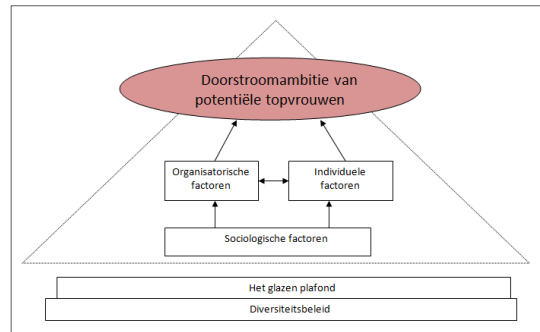 Doorstroomambitie van
potentiële topvrouwen
Organisatorische
factoren
Individuele
factoren
Sociologische factoren
Het glazen plafond
Diversiteitsbeleid